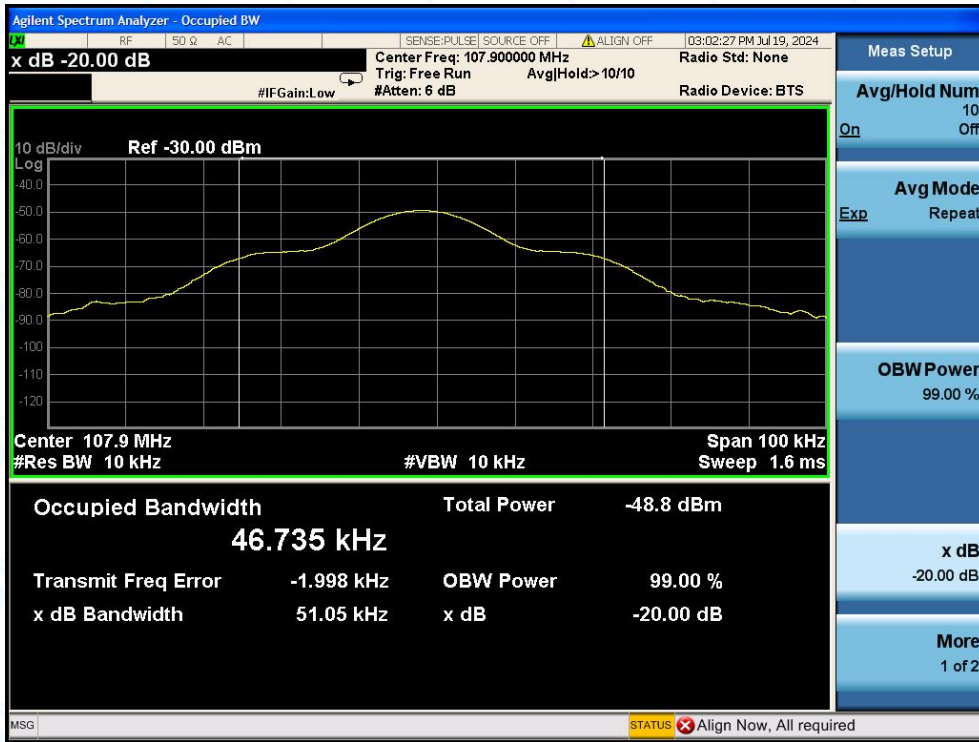 Agilent Spectrum Analyzer - Occupied BW
LXI RF 50 Ω AC SENSE:PULSE SOURCE OFF ALIGN OFF 03:02:27 PM Jul 19, 2024
x dB -20.00 dB
Center Freq: 107.900000 MHz Radio Std: None
Trig: Free Run Avg|Hold:>10/10
#IFGain:Low #Atten: 6 dB Radio Device: BTS
10 dB/div Ref -30.00 dBm
Log
-40.0
-50.0
-60.0
-70.0
-80.0
-90.0
-100
-110
-120
Center 107.9 MHz Span 100 kHz
#Res BW 10 kHz #VBW 10 kHz Sweep 1.6 ms
Occupied Bandwidth Total Power -48.8 dBm
46.735 kHz
Transmit Freq Error -1.998 kHz OBW Power 99.00 %
x dB Bandwidth 51.05 kHz x dB -20.00 dB
Meas Setup
Avg/Hold Num
10
On Off
Avg Mode
Exp Repeat
OBW Power
99.00 %
x dB
-20.00 dB
More
1 of 2
MSG STATUS Align Now, All required